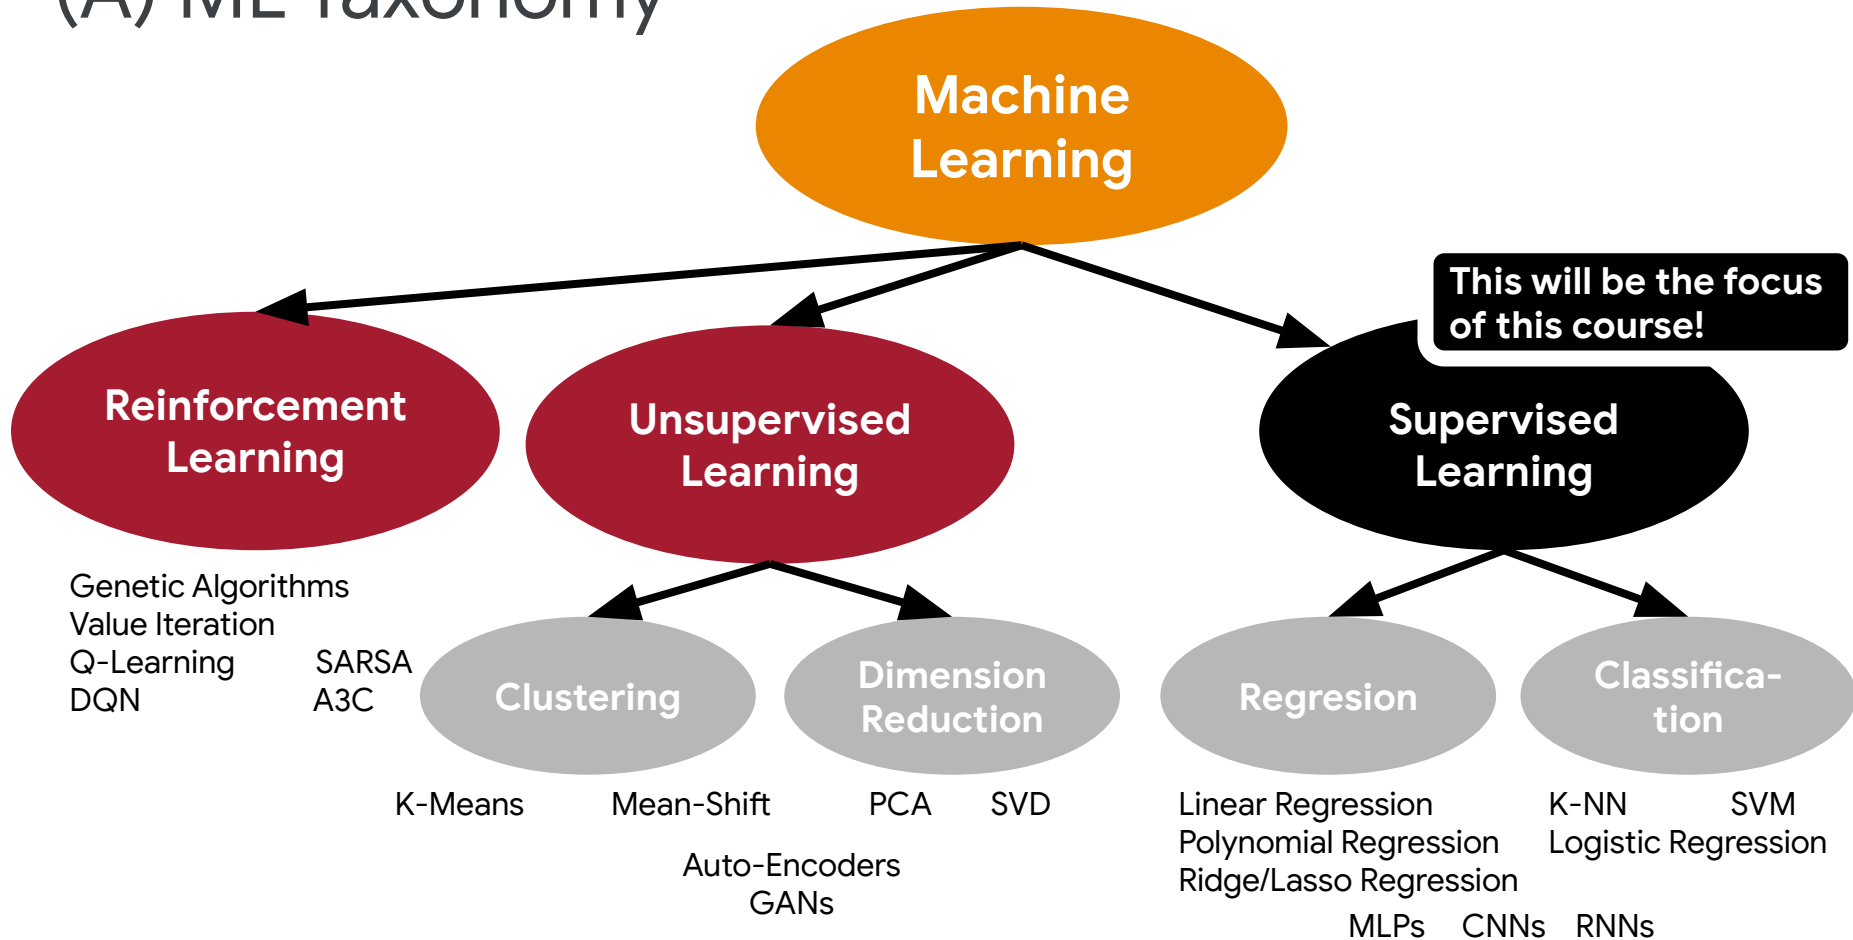 (A) ML Taxonomy
Machine
Learning
This will be the focus
of this course!
Reinforcement
Learning
Unsupervised
Learning
Supervised
Learning
Genetic Algorithms
Value Iteration
Q-Learning SARSA
DQN A3C
Clustering
Dimension
Reduction
Regresion
Classifica-
tion
K-Means Mean-Shift
PCA SVD
Auto-Encoders
GANs
Linear Regression
Polynomial Regression
Ridge/Lasso Regression
K-NN SVM
Logistic Regression
MLPs CNNs RNNs